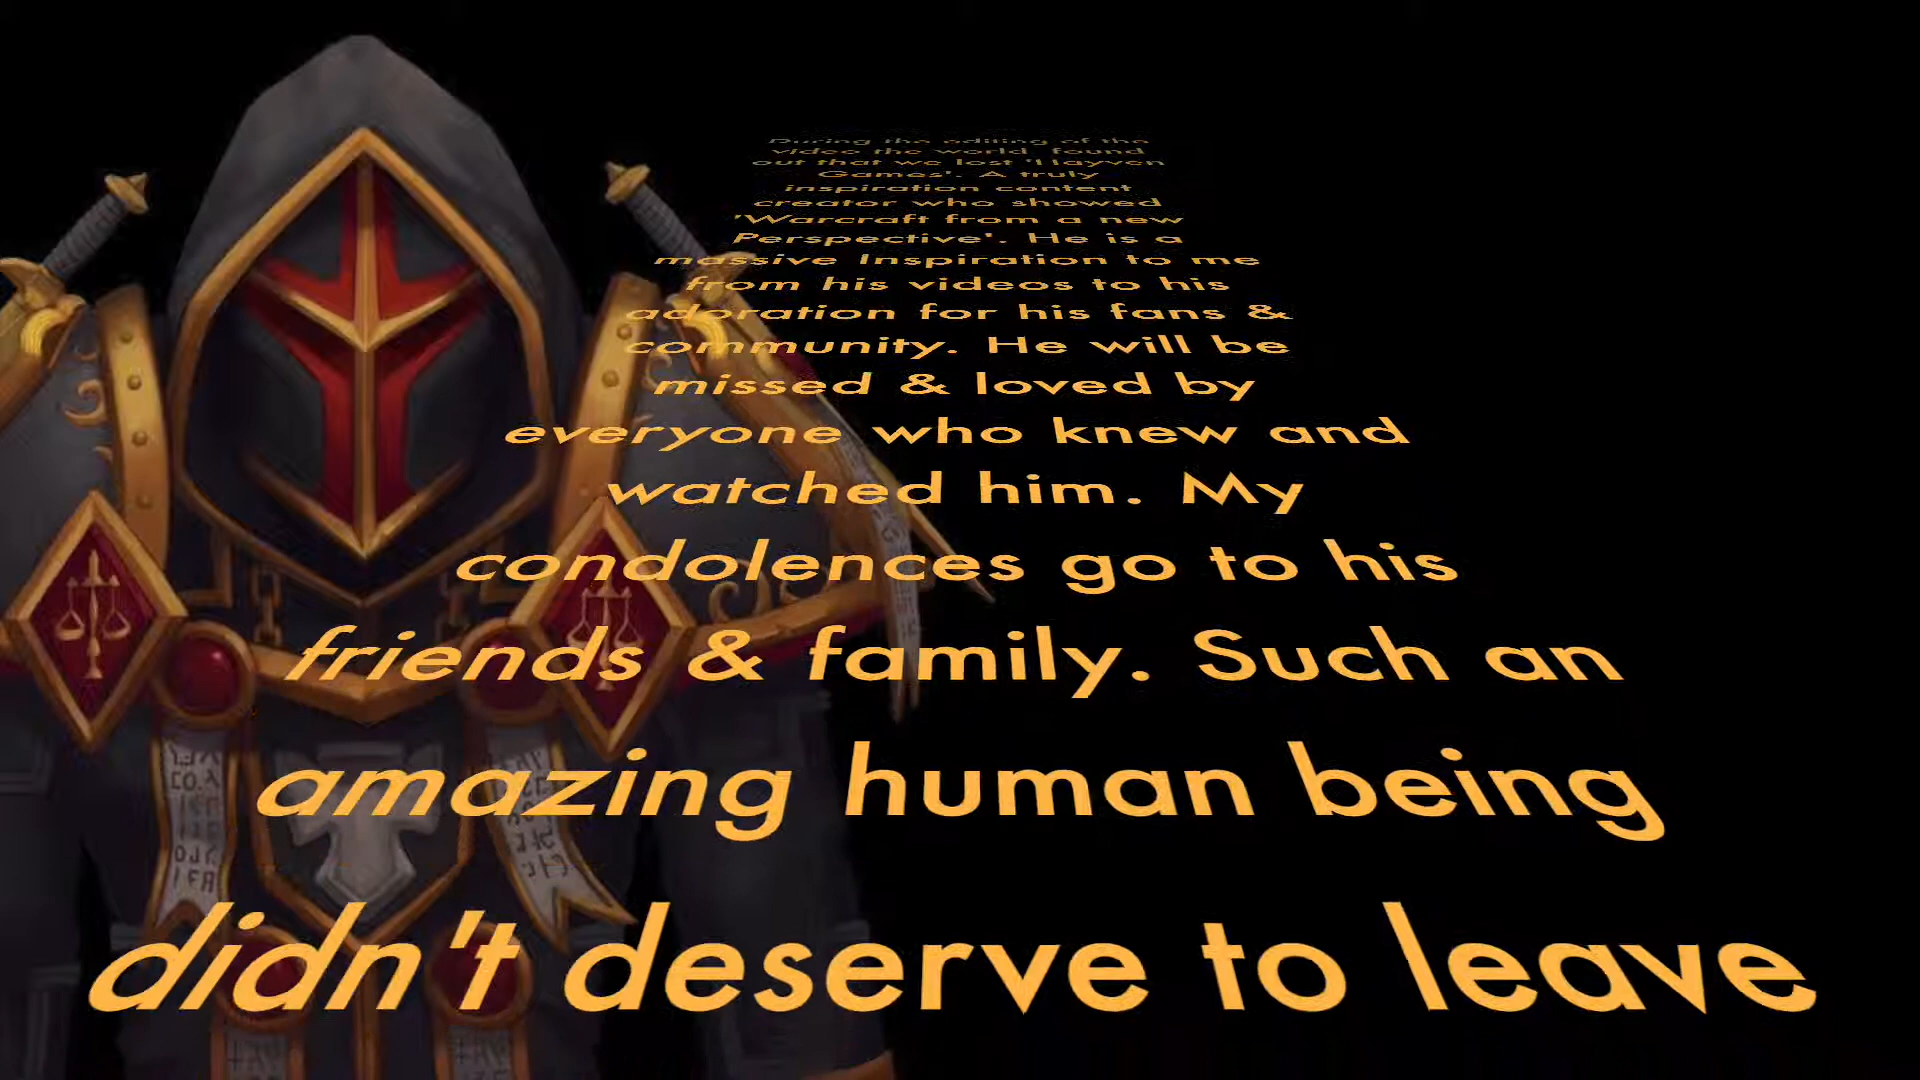 During the editing of the
video the world found
out that we lost 'Hayven
Games'. A truly
inspiration content
creator who showed
'Warcraft from a new
Perspective'. He is a
massive Inspiration to me
from his videos to his
adoration for his fans &
community. He will be
missed & loved by
everyone who knew and
watched him. My
condolences go to his
friends & family. Such an
amazing human being
didn't deserve to leave